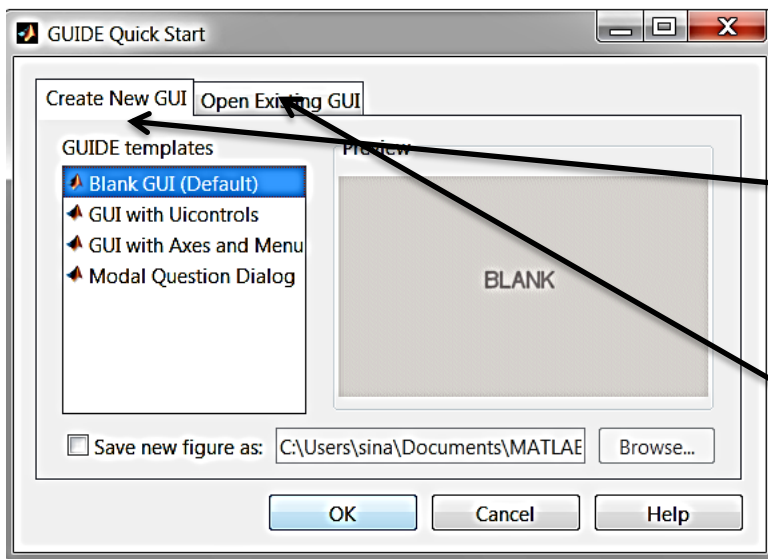 GUIDE Quick Start
Create New GUI
Open Existing GUI
GUIDE templates
Preview
Blank GUI (Default)
GUI with Uicontrols
GUI with Axes and Menu
Modal Question Dialog
BLANK
Save new figure as:
C:\Users\sina\Documents\MATLAE
Browse...
OK
Cancel
Help